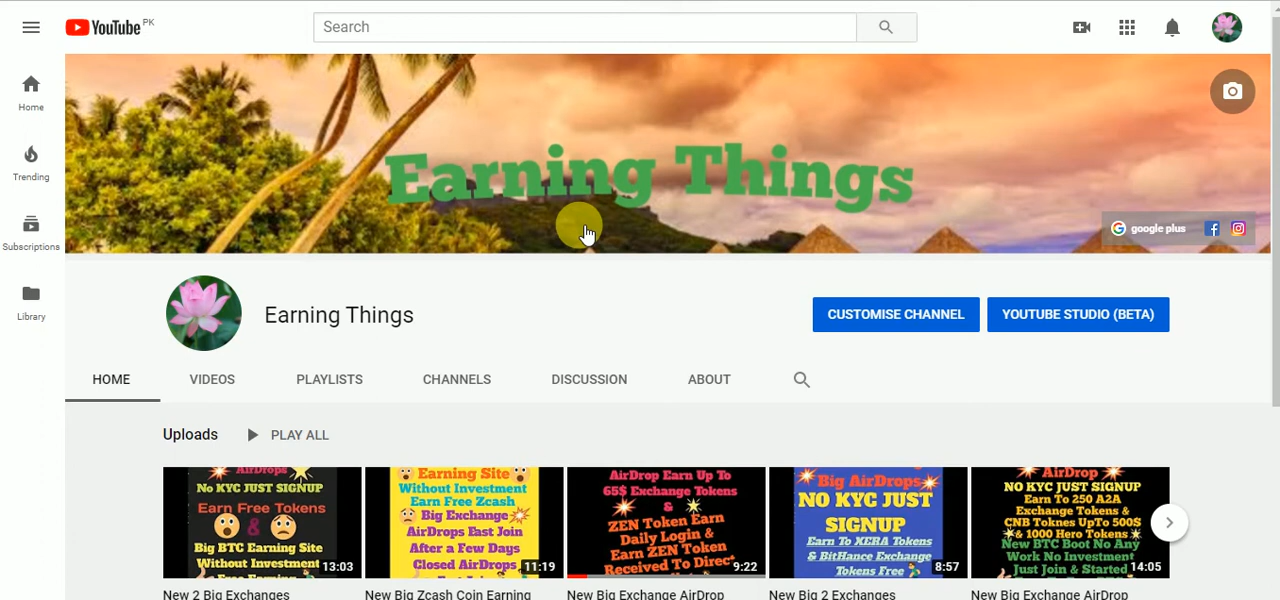 YouTube PK
Search
Home
Trending
Subscriptions
Library
Earning Things
google plus
Earning Things
CUSTOMISE CHANNEL
YOUTUBE STUDIO (BETA)
HOME VIDEOS PLAYLISTS CHANNELS DISCUSSION ABOUT
Uploads PLAY ALL
AirDrops
No KYC JUST SIGNUP
Earn Free Tokens
&
Big BTC Earning Site
Without Investment
13:03
Earning Site
Without Investment
Earn Free Zcash
Big Exchange
AirDrops Fast Join
After a Few Days
Closed AirDrops
11:19
AirDrop Earn Up To
65$ Exchange Tokens
&
ZEN Token Earn
Daily Login &
Earn ZEN Token
Received To Direct
9:22
Big AirDrops
NO KYC JUST
SIGNUP
Earn To XERA Tokens
& BitHance Exchange
Tokens Free
8:57
AirDrop
NO KYC JUST SIGNUP
Earn To 250 A2A
Exchange Tokens &
CNB Toknes UpTo 500$
& 1000 Hero Tokens
New BTC Boot No Any
Work No Investment
Just Join & Started
14:05
New 2 Big Exchanges
New Big Zcash Coin Earning
New Big Exchange AirDrop
New Big 2 Exchanges
New Big Exchange AirDrop